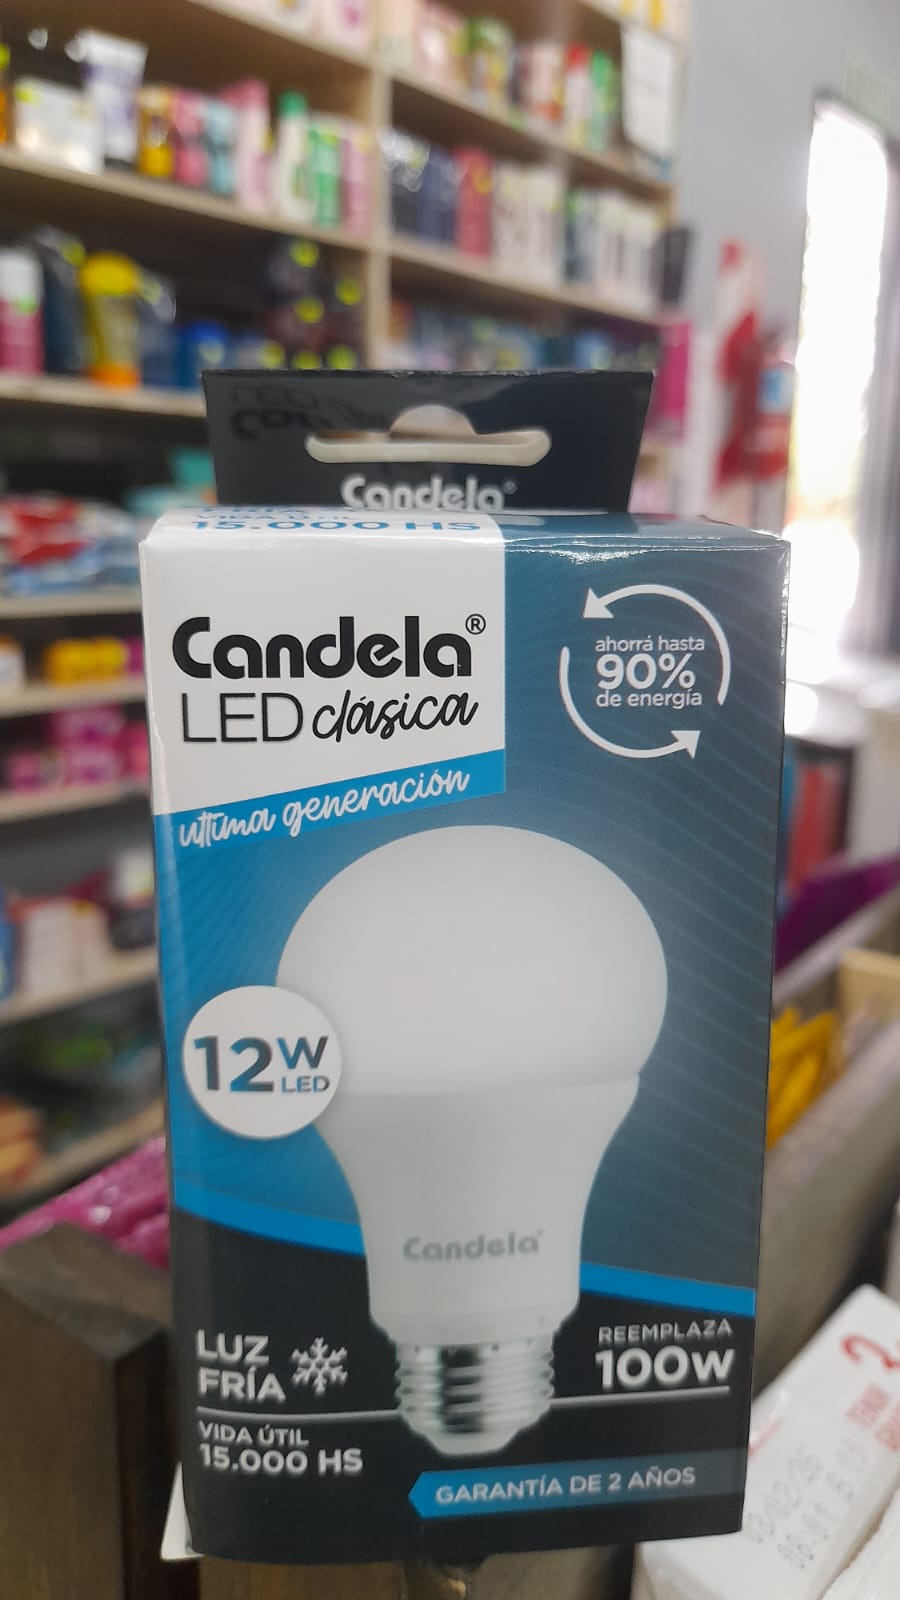 Candela®
15.000 HS
Candela®
LED clásica
ultima generación
ahorrá hasta
90%
de energía
12W
LED
Candela®
LUZ
FRÍA
VIDA ÚTIL
15.000 HS
REEMPLAZA
100W
GARANTÍA DE 2 AÑOS